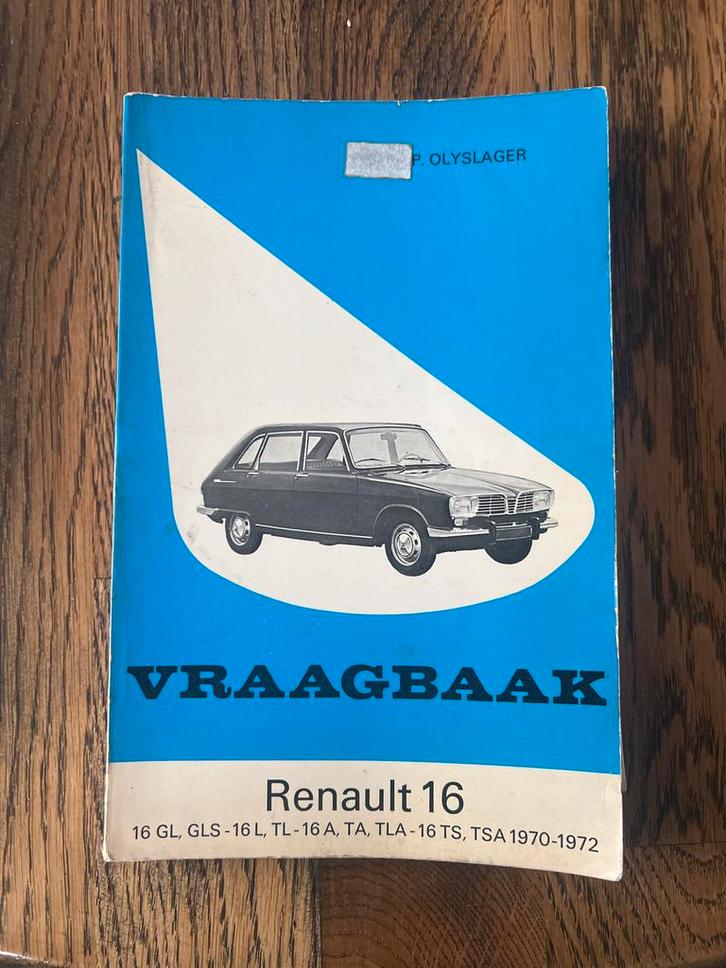 P. OLYSLAGER
VRAAGBAAK
Renault 16
16 GL, GLS - 16 L, TL - 16 A, TA, TLA - 16 TS, TSA 1970-1972